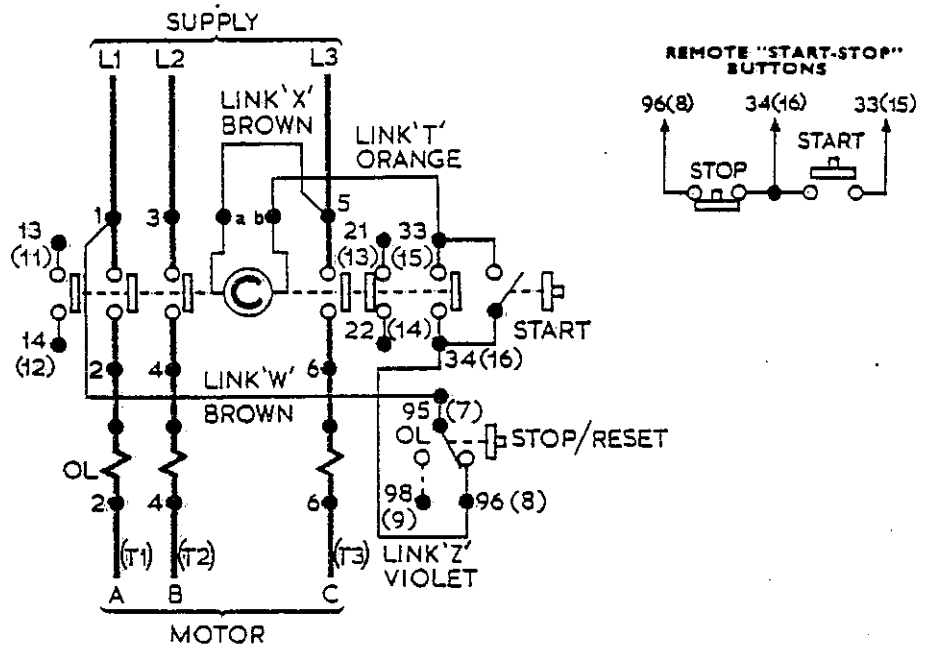 SUPPLY
L1 L2 L3
LINK 'X'
BROWN
LINK 'T'
ORANGE
REMOTE "START-STOP"
BUTTONS
96(8) 34(16) 33(15)
START
STOP
1 3 a b 5
13
(11)
21
(13)
33
(15)
C
START
14
(12)
22
(14)
34(16)
2 4 6
LINK 'W'
BROWN
95 (7)
OL
STOP/RESET
OL
98
(9)
96 (8)
2 4 6
LINK 'Z'
VIOLET
(T1) (T2) (T3)
A B C
MOTOR